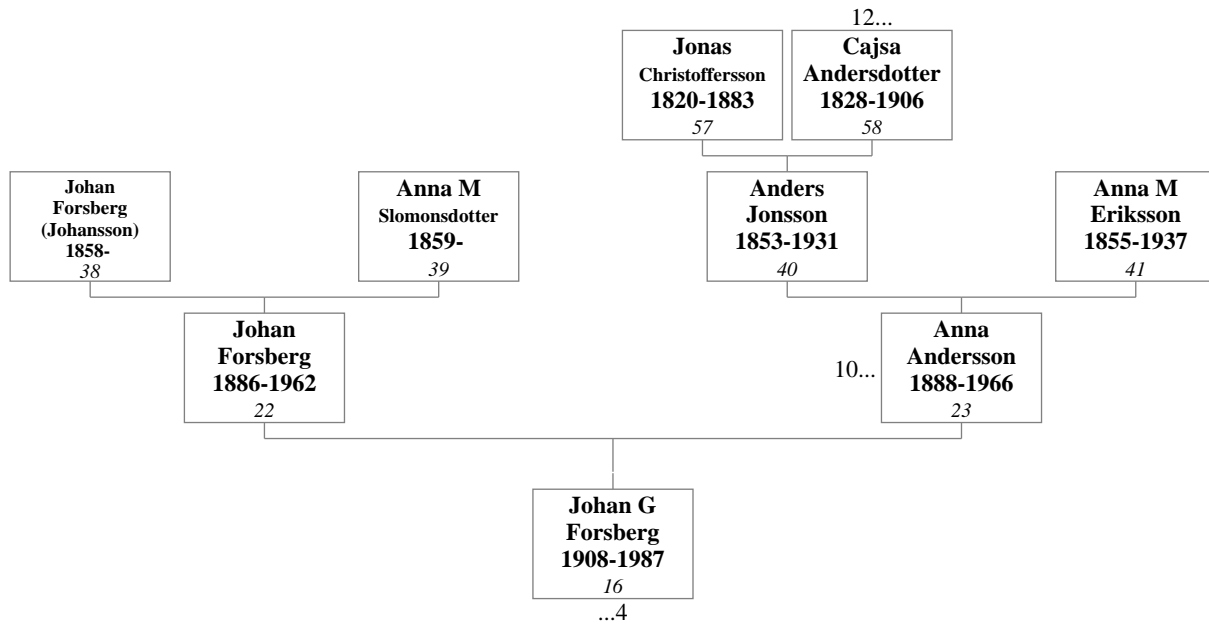 12...
Jonas
Christoffersson
1820-1883
57
Cajsa
Andersdotter
1828-1906
58
Johan
Forsberg
(Johansson)
1858-
38
Anna M
Slomonsdotter
1859-
39
Anders
Jonsson
1853-1931
40
Anna M
Eriksson
1855-1937
41
Johan
Forsberg
1886-1962
22
10...
Anna
Andersson
1888-1966
23
Johan G
Forsberg
1908-1987
16
...4